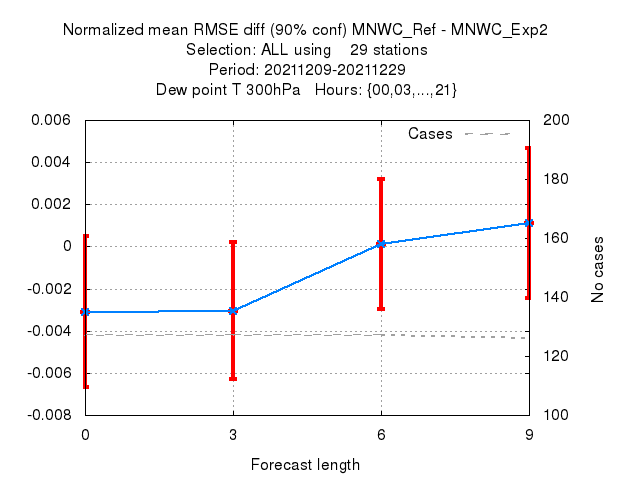 Normalized mean RMSE diff (90% conf) MNWC_Ref - MNWC_Exp2
Selection: ALL using 29 stations
Period: 20211209-20211229
Dew point T 300hPa Hours: {00,03,...,21}
Cases
0.006
0.004
0.002
0
-0.002
-0.004
-0.006
-0.008
200
180
160
140
120
100
No cases
0 3 6 9
Forecast length